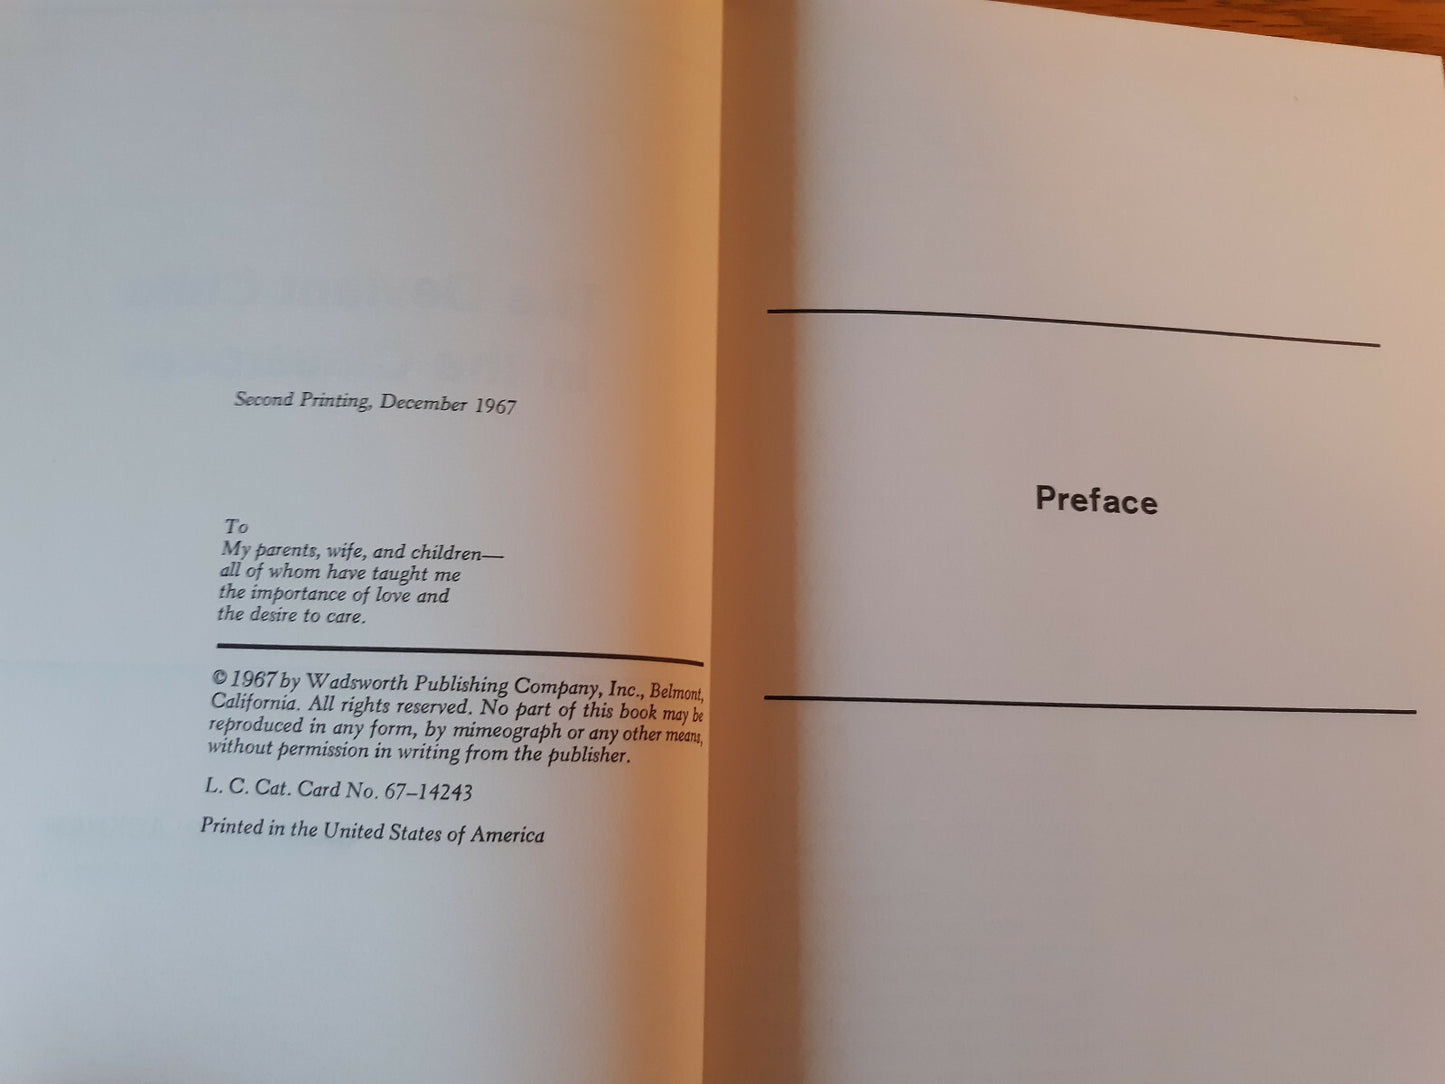 Second Printing, December 1967
To
My parents, wife, and children—
all of whom have taught me
the importance of love and
the desire to care.
© 1967 by Wadsworth Publishing Company, Inc., Belmont,
California. All rights reserved. No part of this book may be
reproduced in any form, by mimeograph or any other means,
without permission in writing from the publisher.
L. C. Cat. Card No. 67–14243
Printed in the United States of America
Preface